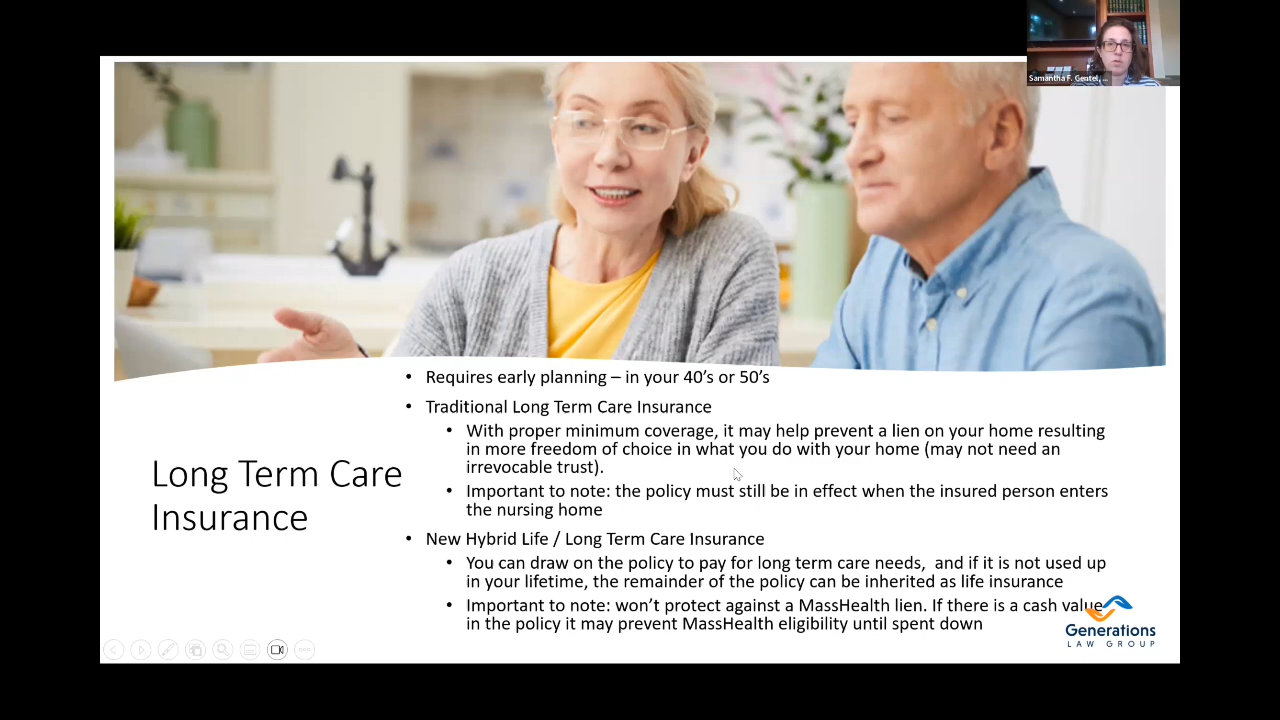 Samantha F. Gentel, ...
Requires early planning – in your 40's or 50's
Traditional Long Term Care Insurance
With proper minimum coverage, it may help prevent a lien on your home resulting
in more freedom of choice in what you do with your home (may not need an
irrevocable trust).
Important to note: the policy must still be in effect when the insured person enters
the nursing home
Long Term Care
Insurance
New Hybrid Life / Long Term Care Insurance
You can draw on the policy to pay for long term care needs, and if it is not used up
in your lifetime, the remainder of the policy can be inherited as life insurance
Important to note: won't protect against a MassHealth lien. If there is a cash value
in the policy it may prevent MassHealth eligibility until spent down
Generations
LAW GROUP